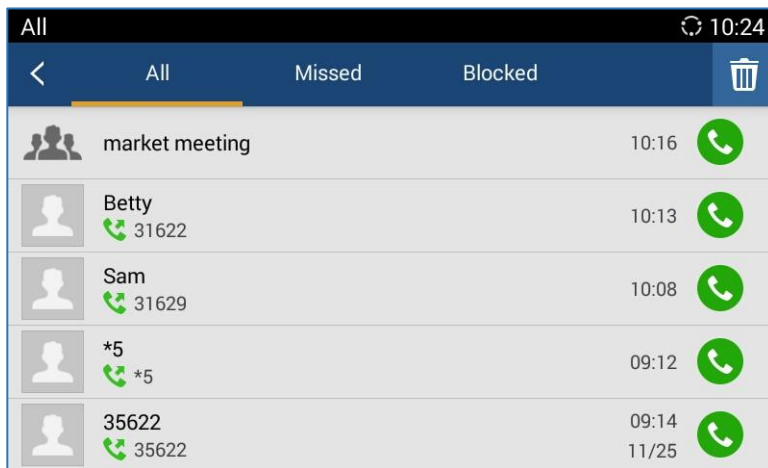 All 10:24
All Missed Blocked
market meeting 10:16
Betty
31622 10:13
Sam
31629 10:08
*5
*5 09:12
35622 09:14
35622 11/25